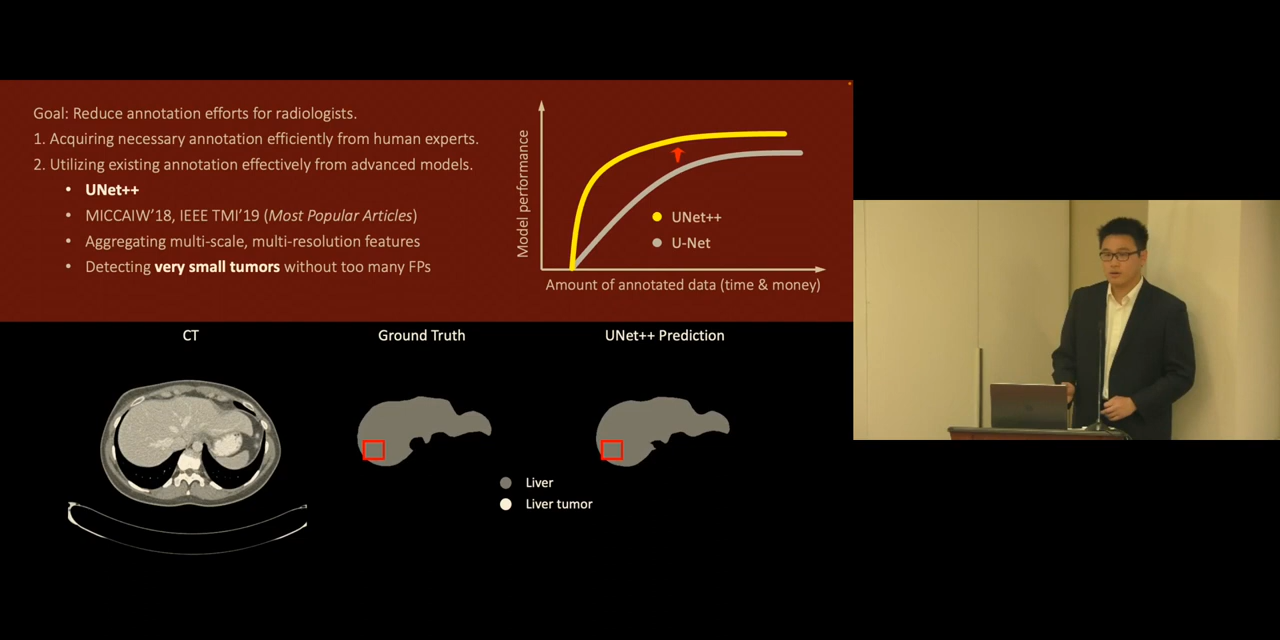 Goal: Reduce annotation efforts for radiologists.
1. Acquiring necessary annotation efficiently from human experts.
2. Utilizing existing annotation effectively from advanced models.
• UNet++
• MICCAIW’18, IEEE TMI’19 (Most Popular Articles)
• Aggregating multi-scale, multi-resolution features
• Detecting very small tumors without too many FPs
Model performance
UNet++
U-Net
Amount of annotated data (time & money)
CT
Ground Truth
UNet++ Prediction
Liver
Liver tumor